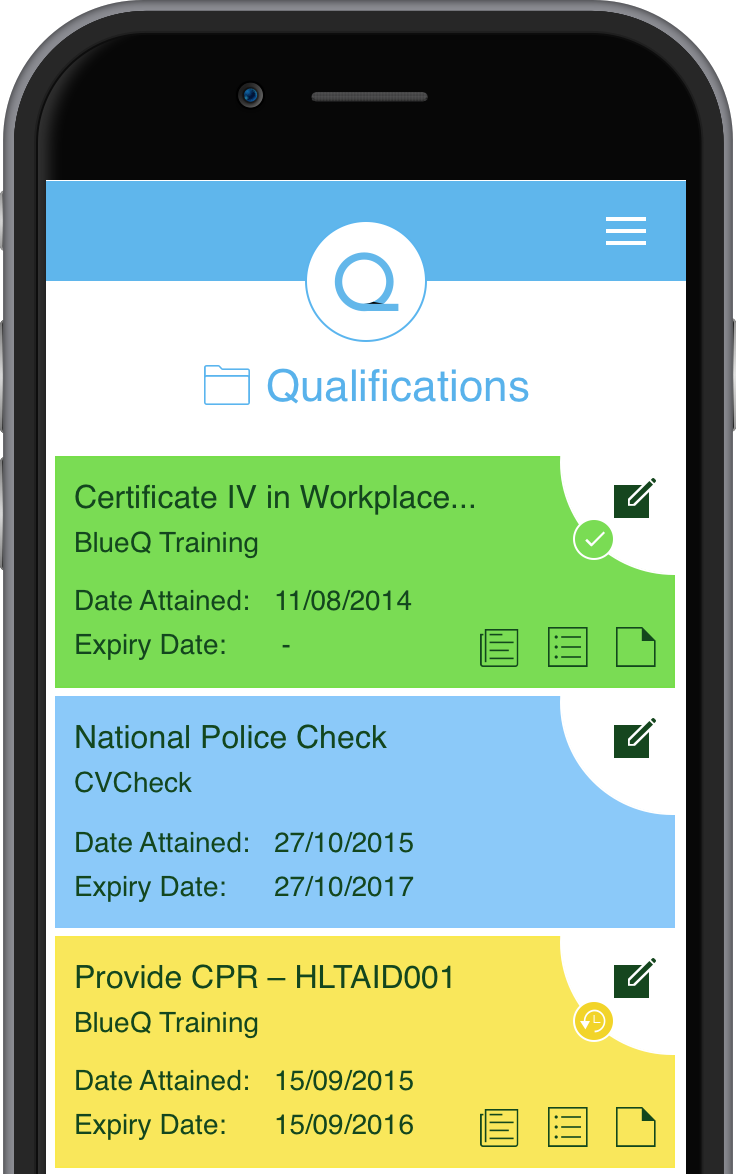 Q
Qualifications
Certificate IV in Workplace...
BlueQ Training
Date Attained: 11/08/2014
Expiry Date: -
National Police Check
CVCheck
Date Attained: 27/10/2015
Expiry Date: 27/10/2017
Provide CPR – HLTAID001
BlueQ Training
Date Attained: 15/09/2015
Expiry Date: 15/09/2016